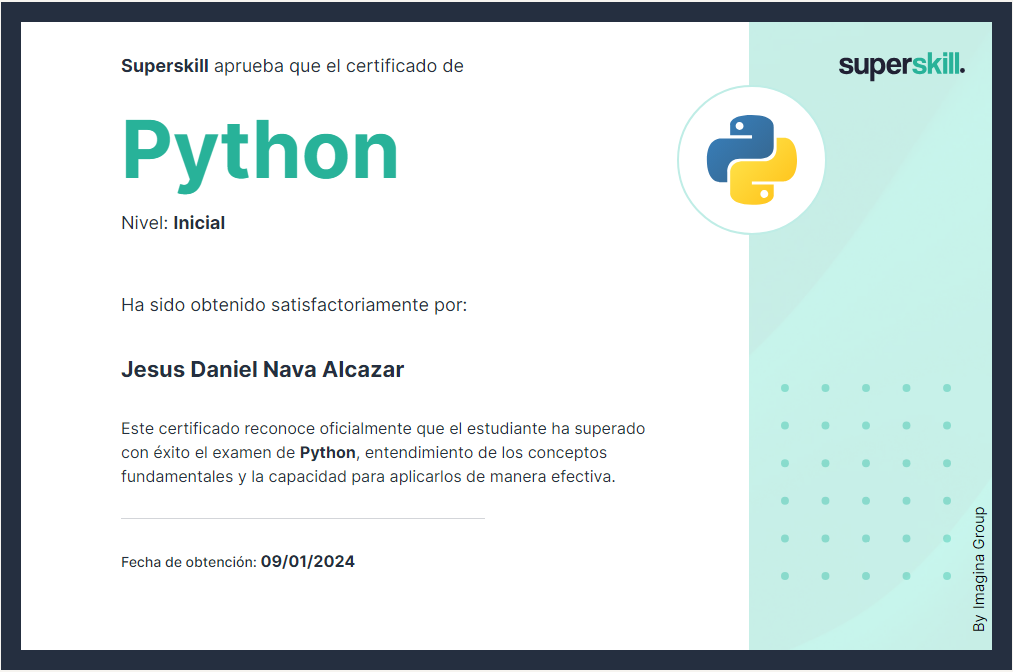 Superskill aprueba que el certificado de
superskill.
Python
Nivel: Inicial
Ha sido obtenido satisfactoriamente por:
Jesus Daniel Nava Alcazar
Este certificado reconoce oficialmente que el estudiante ha superado
con éxito el examen de Python, entendimiento de los conceptos
fundamentales y la capacidad para aplicarlos de manera efectiva.
Fecha de obtención: 09/01/2024
By Imagina Group